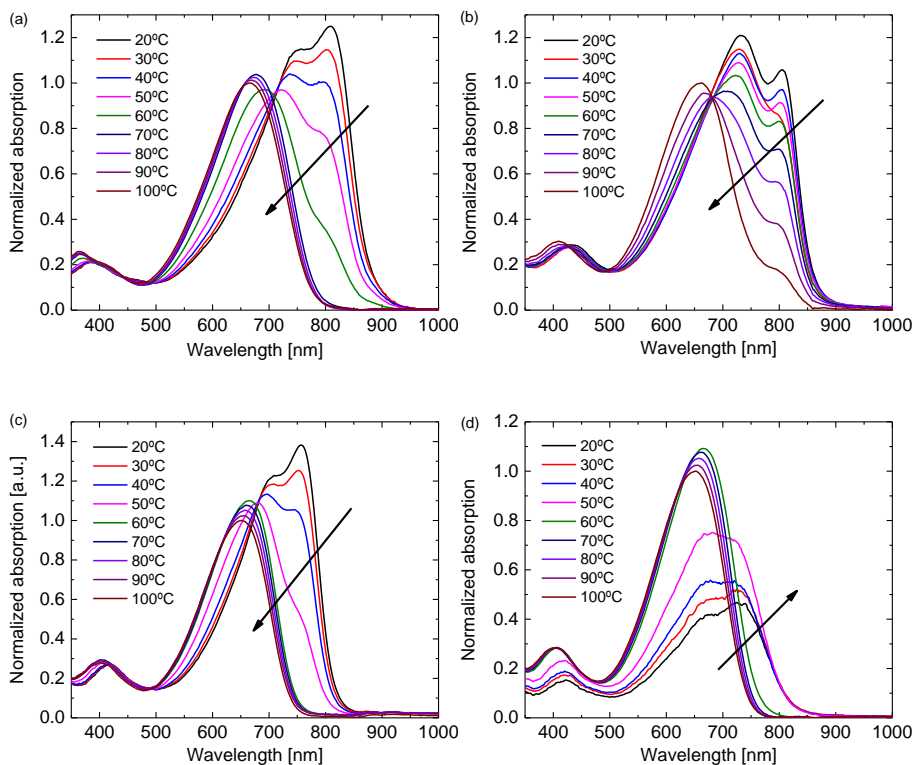 (a)
Normalized absorption
1.2
1.0
0.8
0.6
0.4
0.2
0.0
20ºC
30ºC
40ºC
50ºC
60ºC
70ºC
80ºC
90ºC
100ºC
400 500 600 700 800 900 1000
Wavelength [nm]
(b)
Normalized absorption
1.2
1.0
0.8
0.6
0.4
0.2
0.0
20ºC
30ºC
40ºC
50ºC
60ºC
70ºC
80ºC
90ºC
100ºC
400 500 600 700 800 900 1000
Wavelength [nm]
(c)
Normalized absorption [a.u.]
1.4
1.2
1.0
0.8
0.6
0.4
0.2
0.0
20ºC
30ºC
40ºC
50ºC
60ºC
70ºC
80ºC
90ºC
100ºC
400 500 600 700 800 900 1000
Wavelength [nm]
(d)
Normalized absorption
1.2
1.0
0.8
0.6
0.4
0.2
0.0
20ºC
30ºC
40ºC
50ºC
60ºC
70ºC
80ºC
90ºC
100ºC
400 500 600 700 800 900 1000
Wavelength [nm]